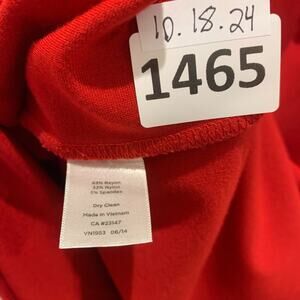 10.18.24
1465
63% Rayon
32% Nylon
5% Spandex
Dry Clean
Made in Vietnam
CA #23147
VN1953 06/14